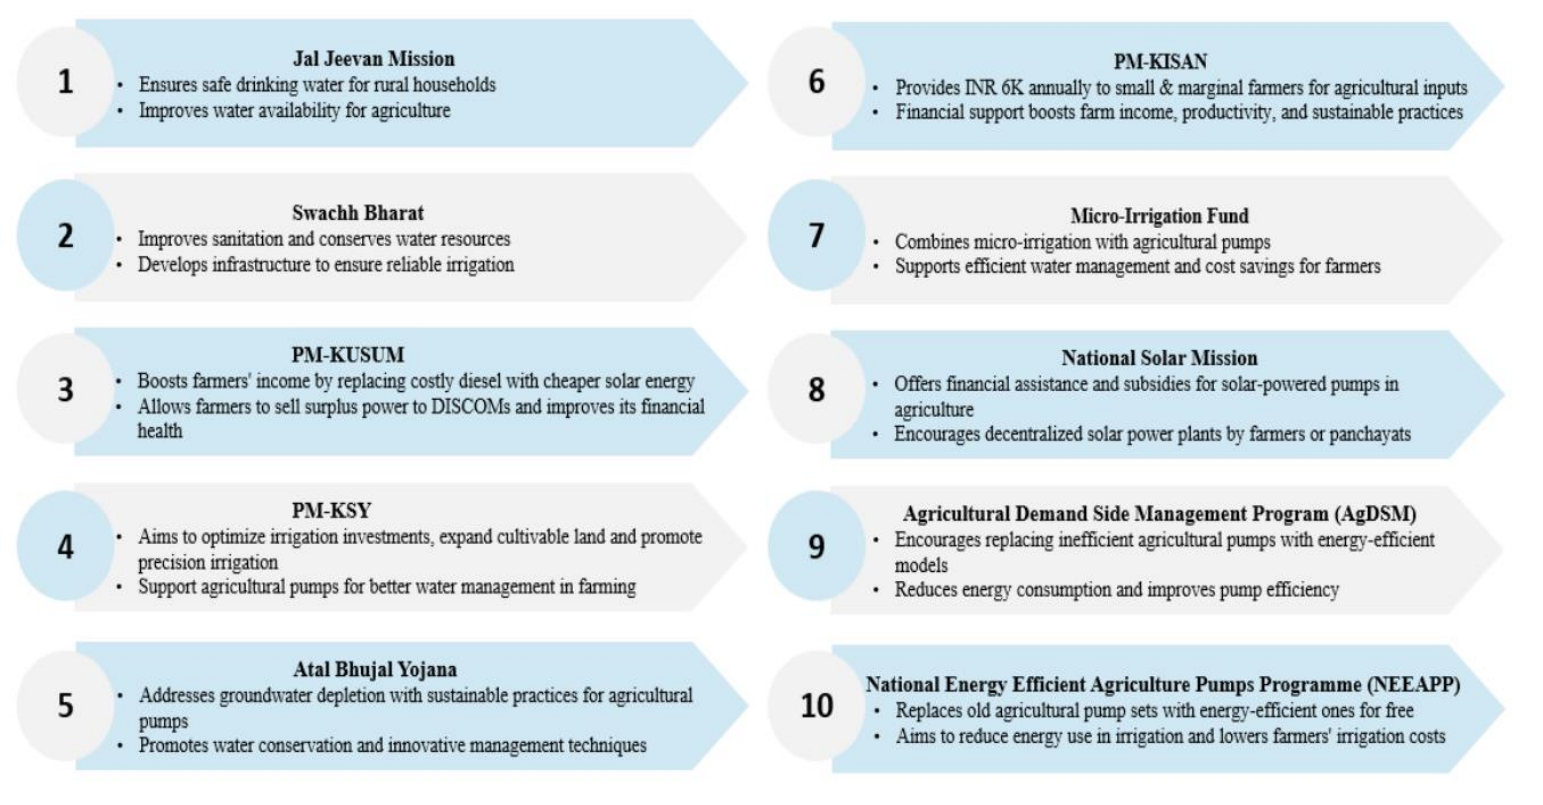 1
Jal Jeevan Mission
• Ensures safe drinking water for rural households
• Improves water availability for agriculture
2
Swachh Bharat
• Improves sanitation and conserves water resources
• Develops infrastructure to ensure reliable irrigation
3
PM-KUSUM
• Boosts farmers' income by replacing costly diesel with cheaper solar energy
• Allows farmers to sell surplus power to DISCOMs and improves its financial
health
4
PM-KSY
• Aims to optimize irrigation investments, expand cultivable land and promote
precision irrigation
• Support agricultural pumps for better water management in farming
5
Atal Bhujal Yojana
• Addresses groundwater depletion with sustainable practices for agricultural
pumps
• Promotes water conservation and innovative management techniques
6
PM-KISAN
• Provides INR 6K annually to small & marginal farmers for agricultural inputs
• Financial support boosts farm income, productivity, and sustainable practices
7
Micro-Irrigation Fund
• Combines micro-irrigation with agricultural pumps
• Supports efficient water management and cost savings for farmers
8
National Solar Mission
• Offers financial assistance and subsidies for solar-powered pumps in
agriculture
• Encourages decentralized solar power plants by farmers or panchayats
9
Agricultural Demand Side Management Program (AgDSM)
• Encourages replacing inefficient agricultural pumps with energy-efficient
models
• Reduces energy consumption and improves pump efficiency
10
National Energy Efficient Agriculture Pumps Programme (NEEAPP)
• Replaces old agricultural pump sets with energy-efficient ones for free
• Aims to reduce energy use in irrigation and lowers farmers' irrigation costs